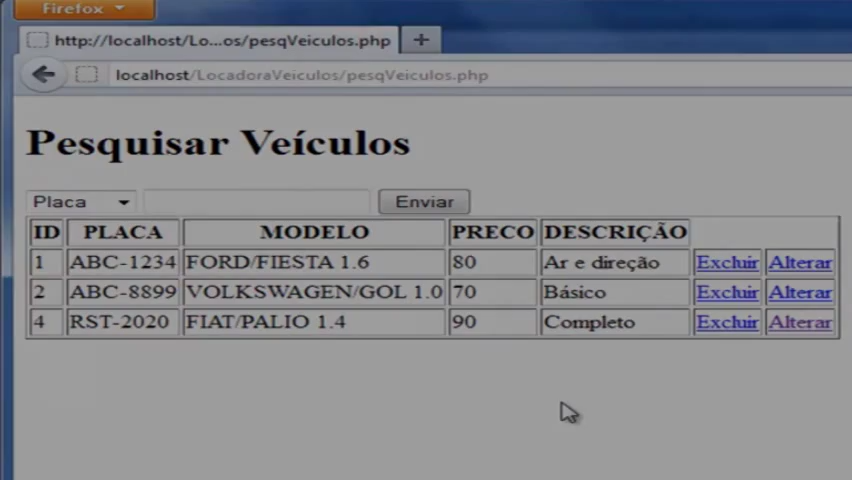 Firefox
http://localhost/Lo...os/pesqVeiculos.php
localhost/LocadoraVeiculos/pesqVeiculos.php
Pesquisar Veículos
Placa Enviar
ID PLACA MODELO PRECO DESCRIÇÃO
1 ABC-1234 FORD/FIESTA 1.6 80 Ar e direção Excluir Alterar
2 ABC-8899 VOLKSWAGEN/GOL 1.0 70 Básico Excluir Alterar
4 RST-2020 FIAT/PALIO 1.4 90 Completo Excluir Alterar